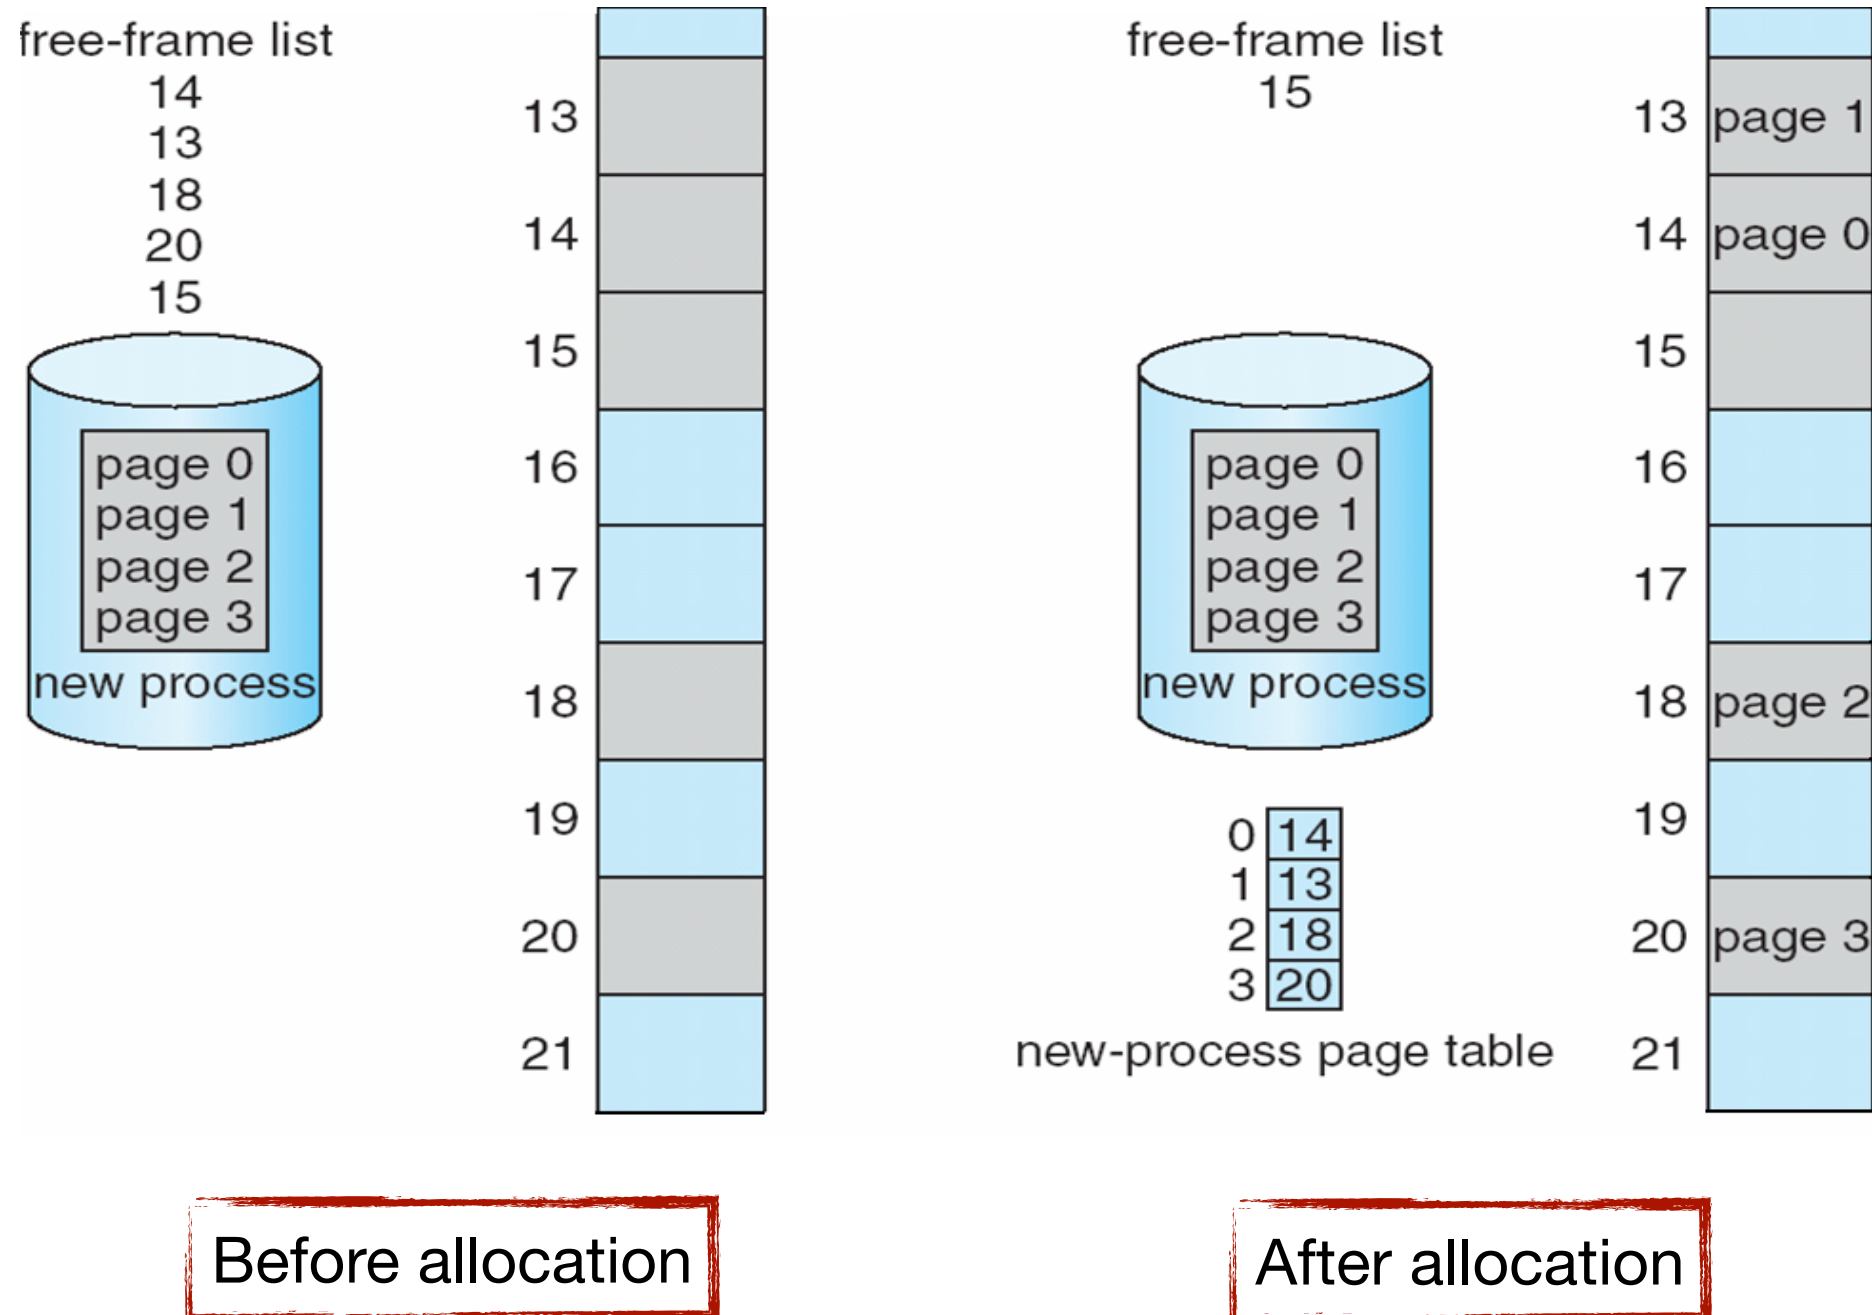 free-frame list
14
13
18
20
15
page 0
page 1
page 2
page 3
new process
13
14
15
16
17
18
19
20
21
Before allocation
free-frame list
15
page 0
page 1
page 2
page 3
new process
0 14
1 13
2 18
3 20
new-process page table
13 page 1
14 page 0
15
16
17
18 page 2
19
20 page 3
21
After allocation